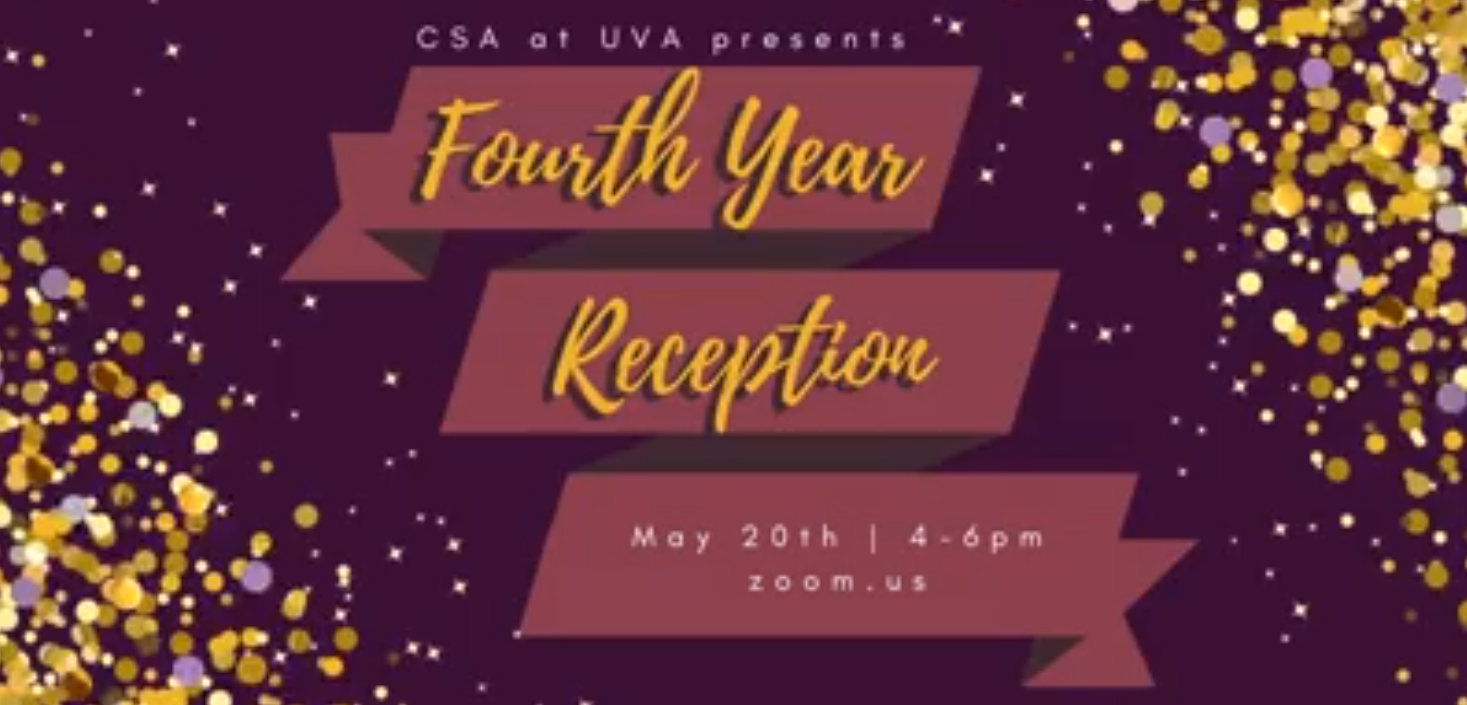 CSA at UVA presents
Fourth Year
Reception
May 20th | 4-6pm
zoom.us